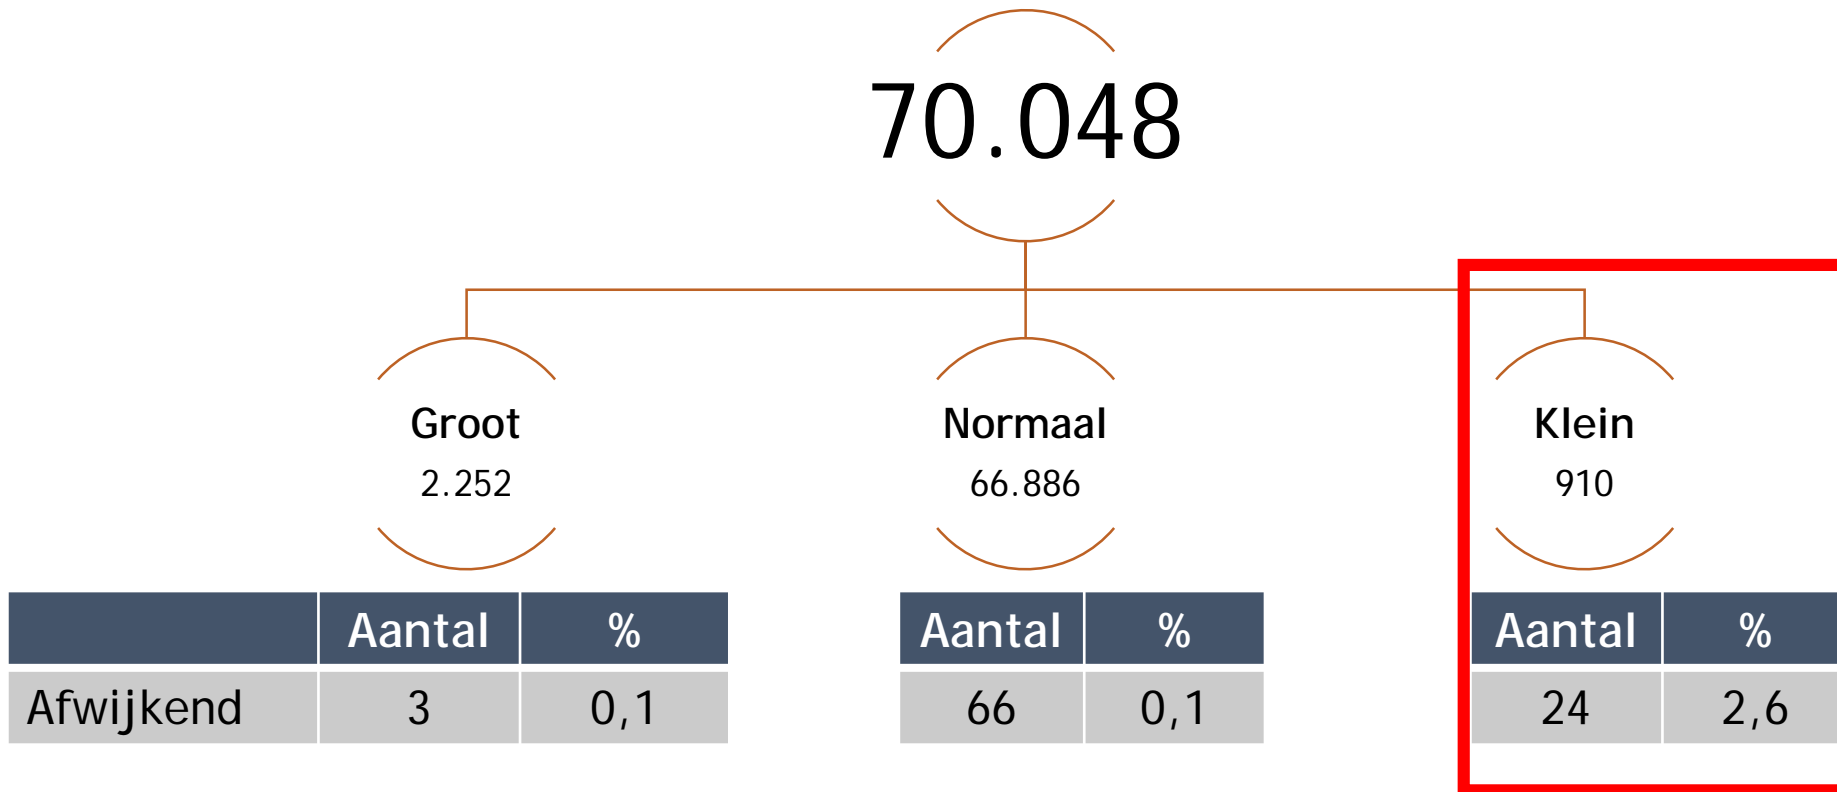 70.048
Groot
2.252
Normaal
66.886
Klein
910
Aantal %
Afwijkend 3 0,1
Aantal %
66 0,1
Aantal %
24 2,6